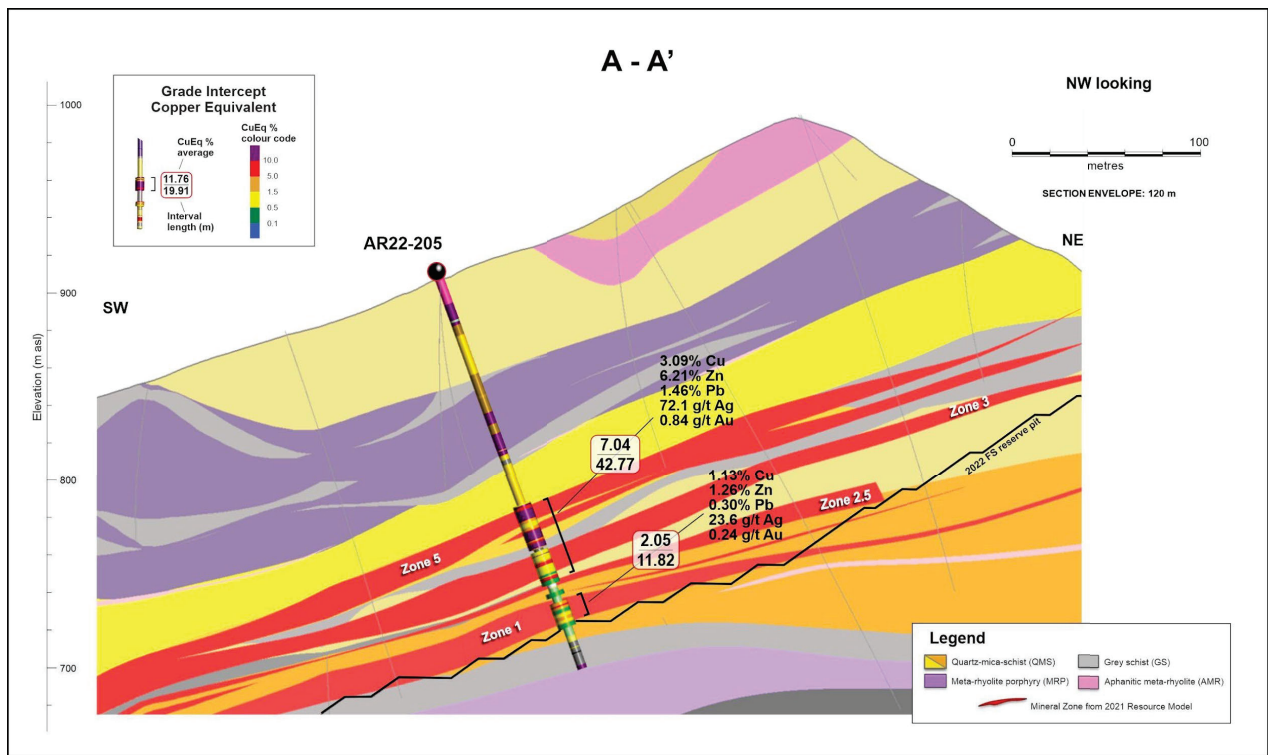 A - A’
NW looking
0
100
metres
SECTION ENVELOPE: 120 m
NE
SW
Grade Intercept
Copper Equivalent
CuEq %
average
11.76
19.91
Interval
length (m)
CuEq %
colour code
10.0
5.0
1.5
0.5
0.1
Elevation (m asl)
1000
900
800
700
AR22-205
3.09% Cu
6.21% Zn
1.46% Pb
72.1 g/t Ag
0.84 g/t Au
7.04
42.77
1.13% Cu
1.26% Zn
0.30% Pb
23.6 g/t Ag
0.24 g/t Au
2.05
11.82
Zone 3
2022 FS reserve pit
Zone 2.5
Zone 5
Zone 1
Legend
Quartz-mica-schist (QMS)
Grey schist (GS)
Meta-rhyolite porphyry (MRP)
Aphanitic meta-rhyolite (AMR)
Mineral Zone from 2021 Resource Model